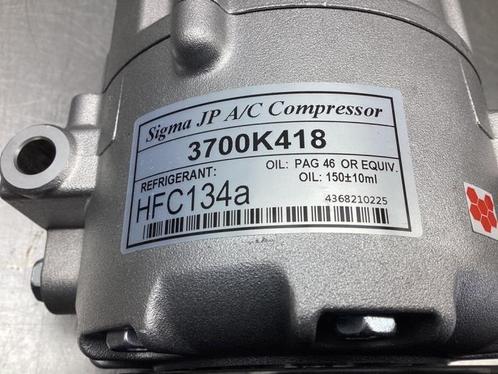 Sigma JP A/C Compressor
3700K418
OIL: PAG 46 OR EQUIV.
REFRIGERANT: OIL: 150±10ml
HFC134a
4368210225